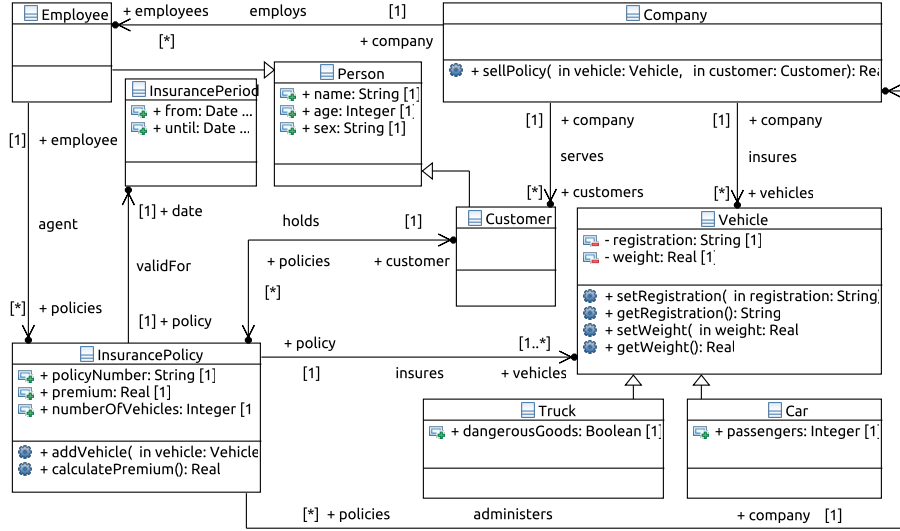 Employee
+ employees employs [1]
[*] + company
Company
+ sellPolicy( in vehicle: Vehicle, in customer: Customer): Rea
InsurancePeriod
+ from: Date ...
+ until: Date ...
Person
+ name: String [1]
+ age: Integer [1]
+ sex: String [1]
[1] + employee
agent
[*] + policies
[1] + date
validFor
[1] + policy
[1] + company
serves
[*] + customers
[1] + company
insures
[*] + vehicles
holds [1]
+ policies + customer
[*]
Customer
Vehicle
- registration: String [1]
- weight: Real [1]
+ setRegistration( in registration: String)
+ getRegistration(): String
+ setWeight( in weight: Real
+ getWeight(): Real
InsurancePolicy
+ policyNumber: String [1]
+ premium: Real [1]
+ numberOfVehicles: Integer [1
+ addVehicle( in vehicle: Vehicle
+ calculatePremium(): Real
+ policy [1..*]
[1] insures + vehicles
Truck
+ dangerousGoods: Boolean [1]
Car
+ passengers: Integer [1]
[*] + policies administers + company [1]